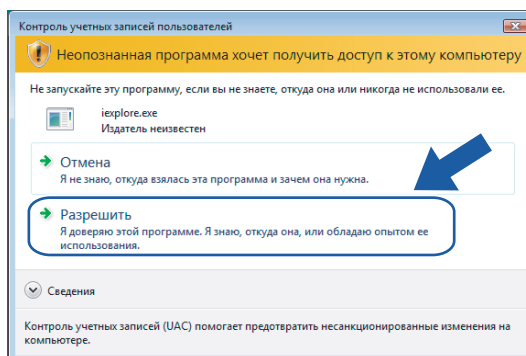 Контроль учетных записей пользователей
Неопознанная программа хочет получить доступ к этому компьютеру
Не запускайте эту программу, если вы не знаете, откуда она или никогда не использовали ее.
iexplore.exe
Издатель неизвестен
Отмена
Я не знаю, откуда взялась эта программа и зачем она нужна.
Разрешить
Я доверяю этой программе. Я знаю, откуда она, или обладаю опытом ее
использования.
Сведения
Контроль учетных записей (UAC) помогает предотвратить несанкционированные изменения на
компьютере.